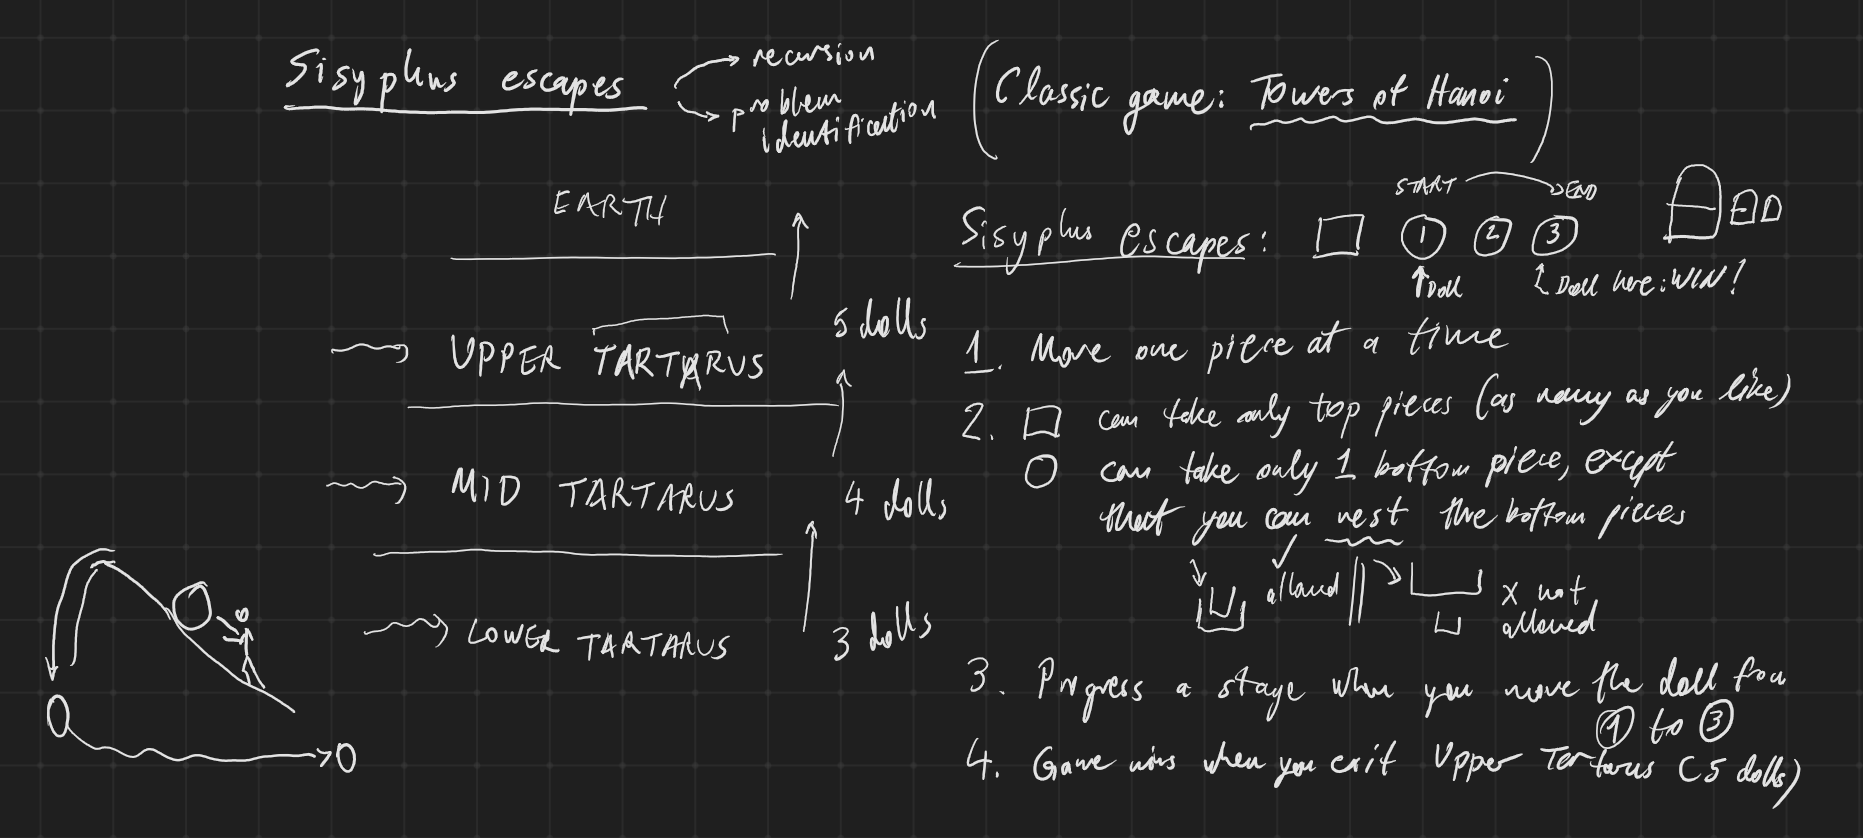 Sisyphus escapes
recursion
problem
identification
(Classic game: Towers of Hanoi)
EARTH
5 dolls
UPPER TARTARUS
MID TARTARUS
4 dolls
LOWER TARTARUS
3 dolls
START END
Sisyphus escapes: 1 2 3
Doll Doll here: WIN!
1. Move one piece at a time
2. □ can take only top pieces (as many as you like)
○ can take only 1 bottom piece, except
that you can nest the bottom pieces
✓ allowed x not
allowed
3. Progress a stage when you move the doll from
1 to 3
4. Game wins when you exit Upper Tartarus (5 dolls)